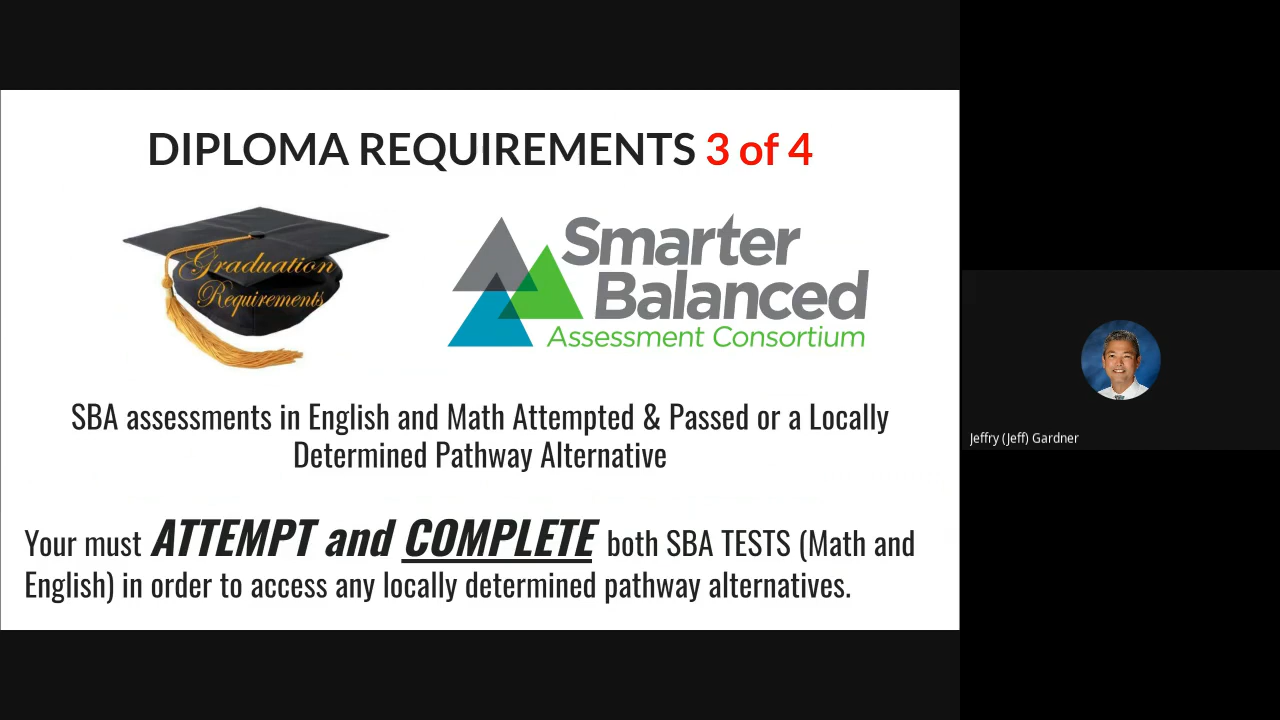 DIPLOMA REQUIREMENTS 3 of 4
Graduation
Requirements
Smarter
Balanced
Assessment Consortium
SBA assessments in English and Math Attempted & Passed or a Locally
Determined Pathway Alternative
Your must ATTEMPT and COMPLETE both SBA TESTS (Math and
English) in order to access any locally determined pathway alternatives.
Jeffry (Jeff) Gardner